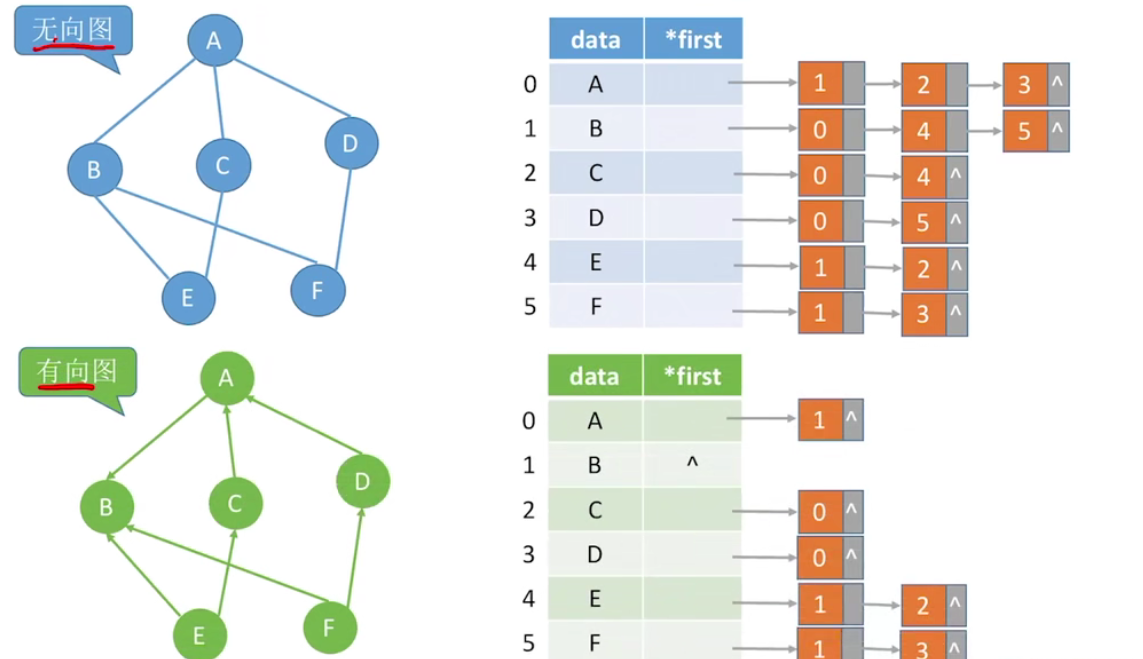 无向图
A
B
C
D
E
F
data *first
0 A 1 2 3 ^
1 B 0 4 5 ^
2 C 0 4 ^
3 D 0 5 ^
4 E 1 2 ^
5 F 1 3 ^
有向图
A
B
C
D
E
F
data *first
0 A 1 ^
1 B ^
2 C 0 ^
3 D 0 ^
4 E 1 2 ^
5 F 1 3 ^